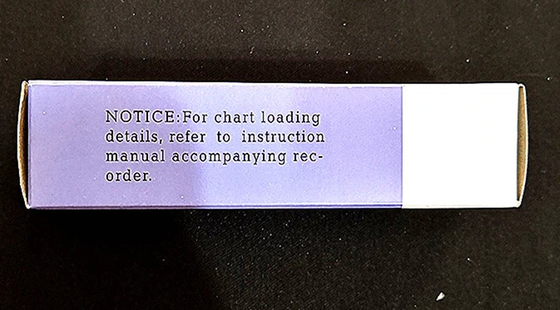 NOTICE:For chart loading
details, refer to instruction
manual accompanying rec-
order.